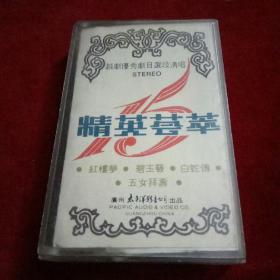 越劇優秀劇目選段演唱
STEREO
精英荟萃
紅樓夢 • 碧玉簪 • 白蛇傳
• 五女拜壽 •
廣州太平洋影音公司出品
PACIFIC AUDIO & VIDEO CO.
GUANGZHOU CHINA